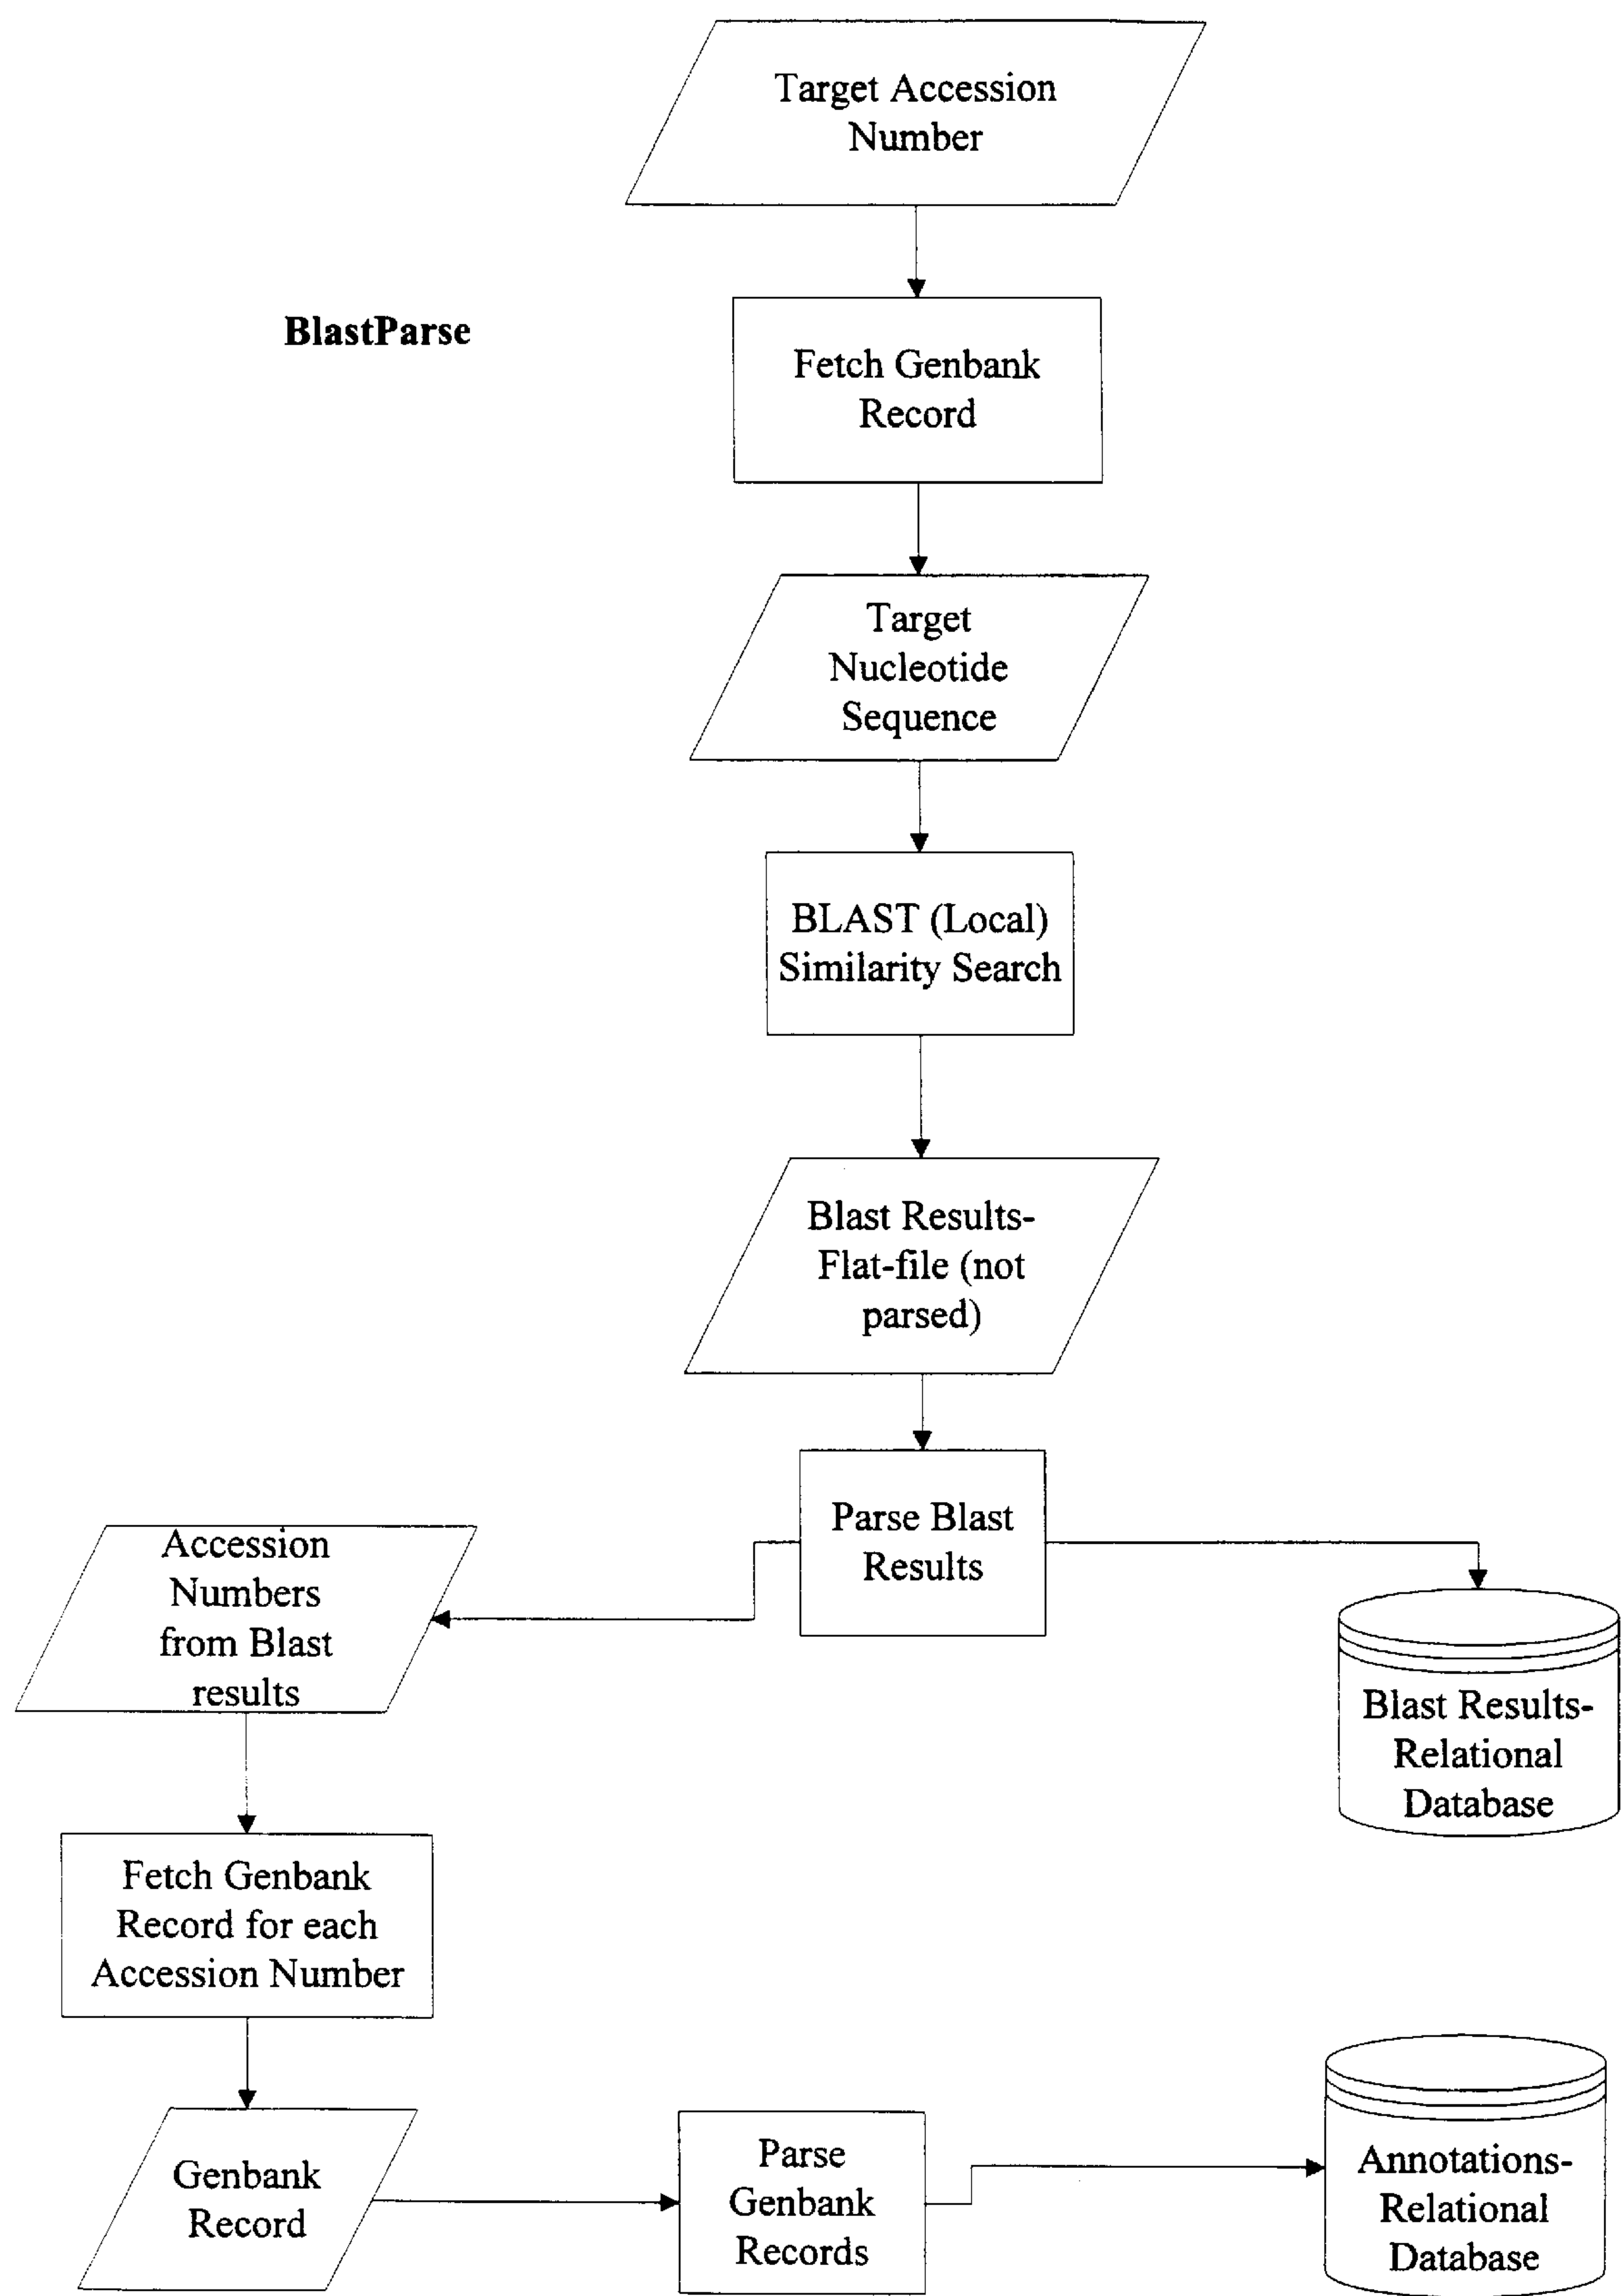 Target Accession
Number
BlastParse
Fetch Genbank
Record
Target
Nucleotide
Sequence
BLAST (Local)
Similarity Search
Blast Results-
Flat-file (not
parsed)
Parse Blast
Results
Accession
Numbers
from Blast
results
Blast Results-
Relational
Database
Fetch Genbank
Record for each
Accession Number
Genbank
Record
Parse
Genbank
Records
Annotations-
Relational
Database